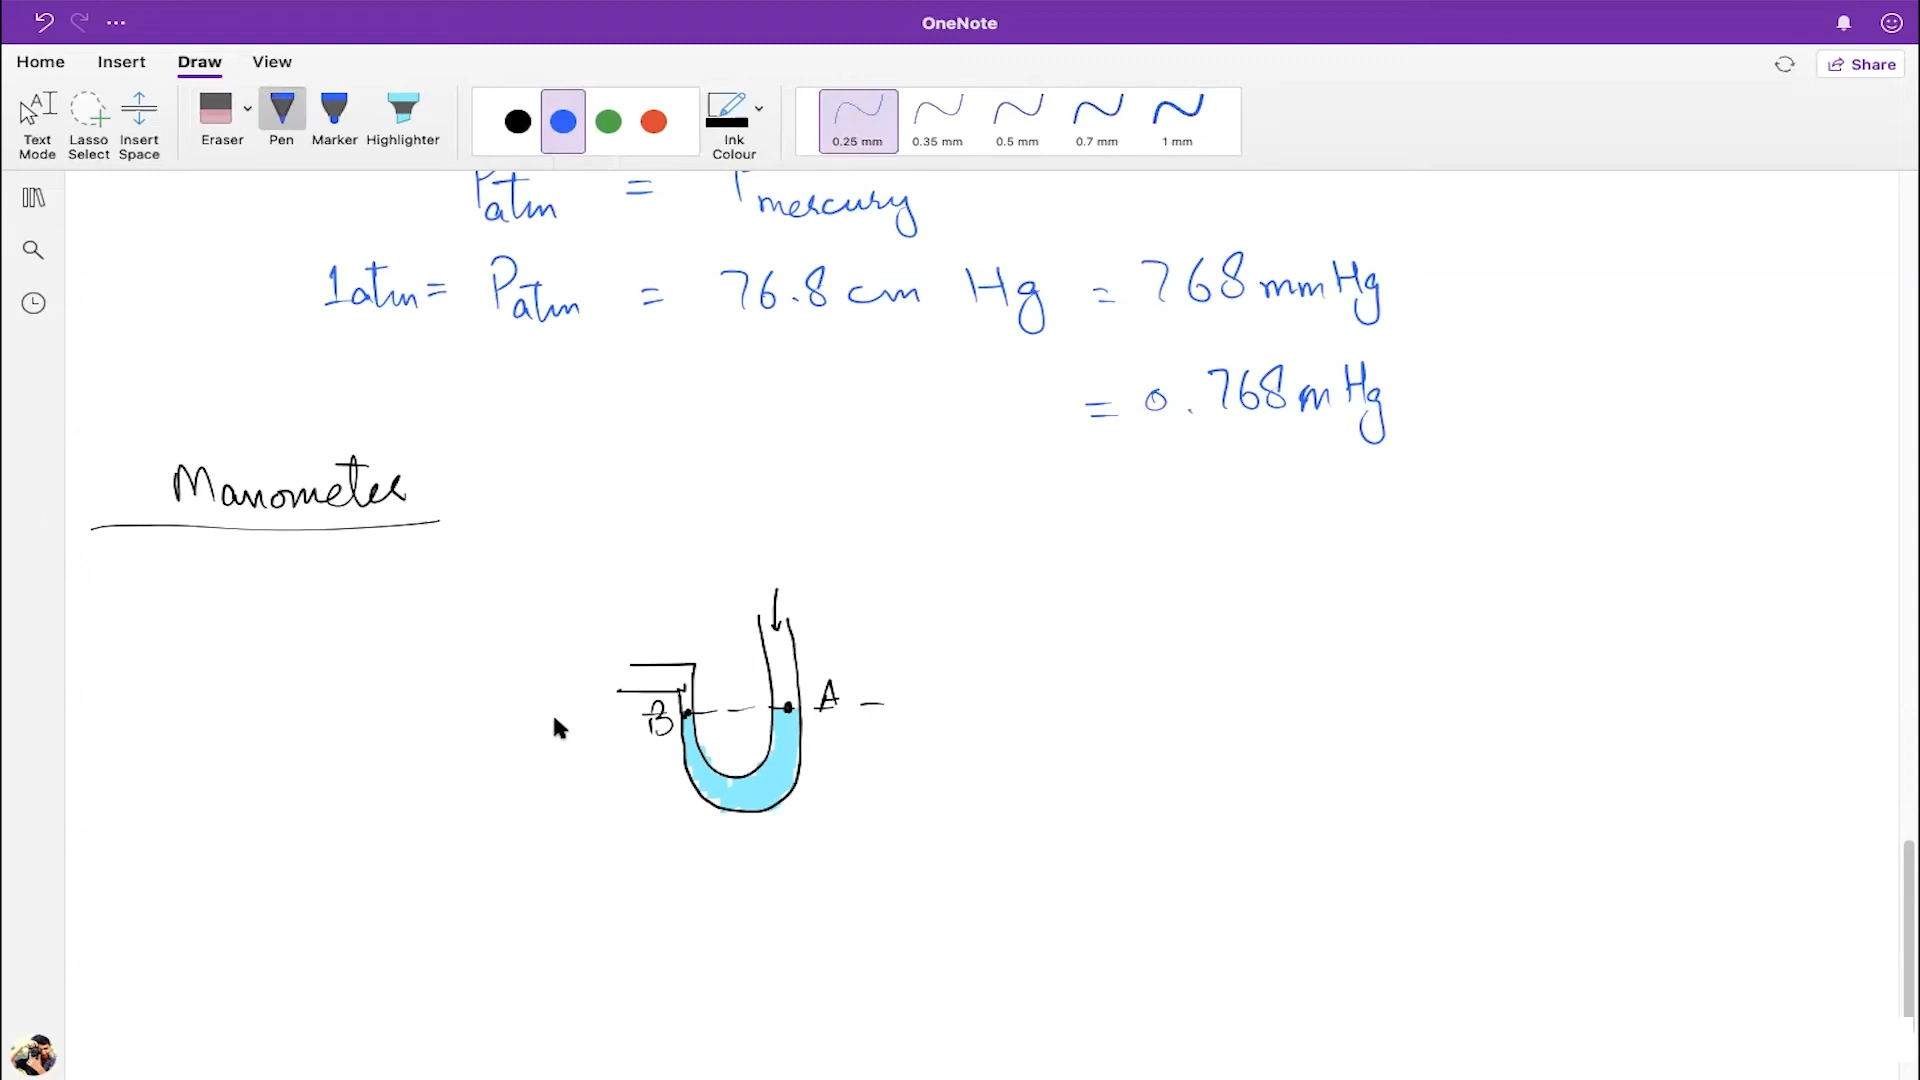 OneNote
Home Insert Draw View Share
Text Mode
Lasso Select
Insert Space
Eraser
Pen
Marker
Highlighter
Ink Colour
0.25 mm
0.35 mm
0.5 mm
0.7 mm
1 mm
Patm = Pmercury
1atm = Patm = 76.8 cm Hg = 768 mm Hg
= 0.768 m Hg
Manometer
B A